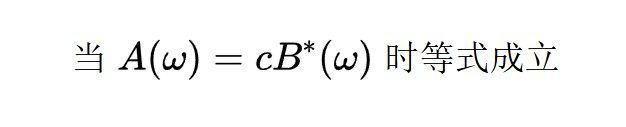 当 A(ω) = cB*(ω) 时等式成立